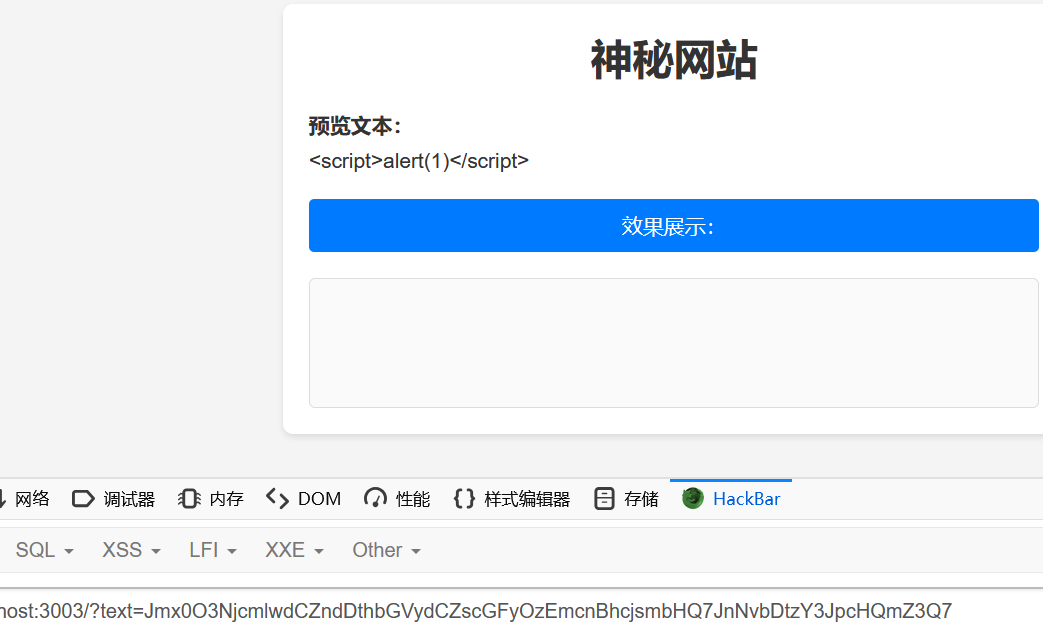 神秘网站
预览文本：
<script>alert(1)</script>
效果展示：
网络 调试器 内存 DOM 性能 样式编辑器 存储 HackBar
SQL XSS LFI XXE Other
host:3003/?text=Jmx0O3NjcmlwdCZndDthbGVydCZscGFyOzEmcnBhcjsmbHQ7JnNvbDtzY3JpcHQmZ3Q7